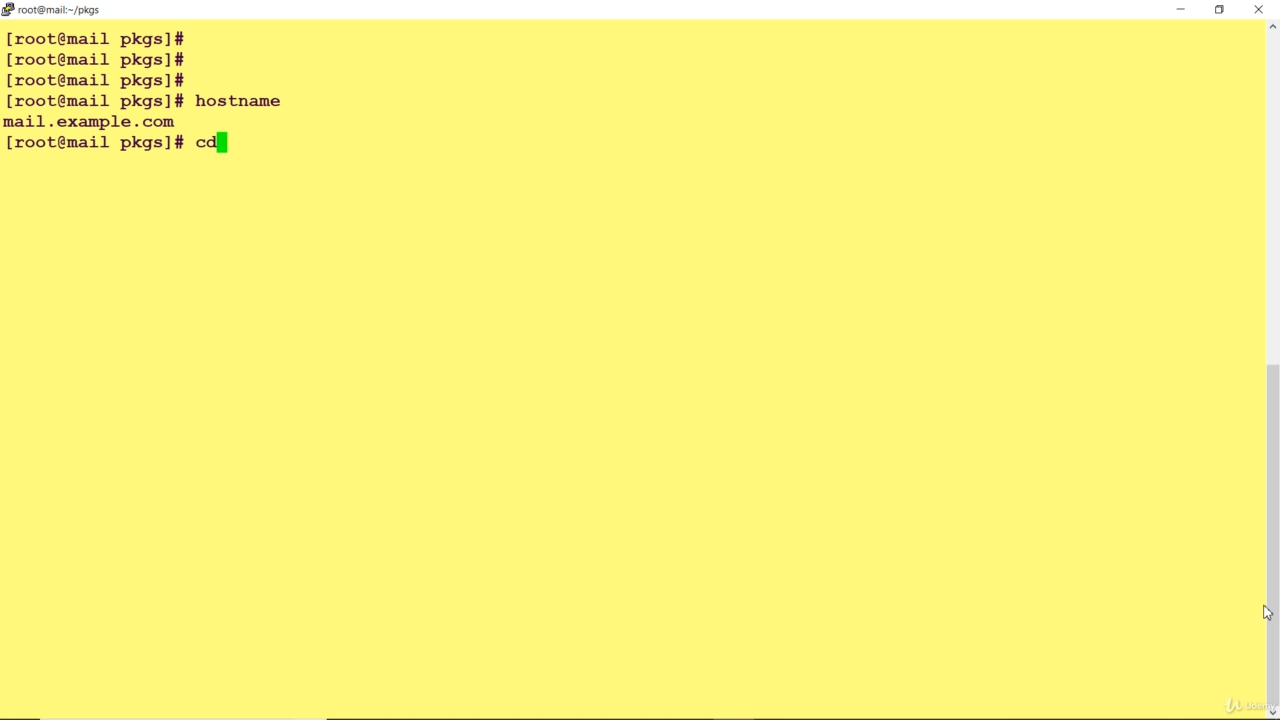 root@mail:~/pkgs
[root@mail pkgs]#
[root@mail pkgs]#
[root@mail pkgs]#
[root@mail pkgs]# hostname
mail.example.com
[root@mail pkgs]# cd
Udemy